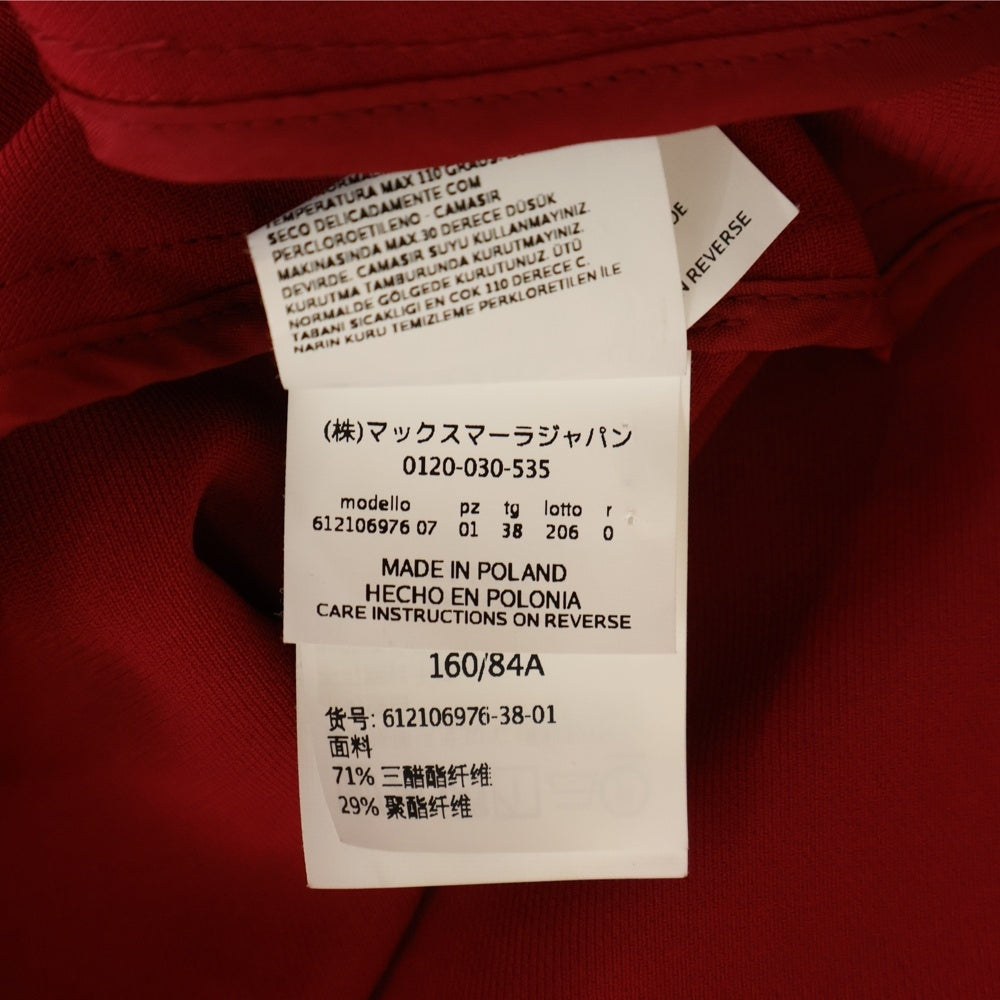 TEMPERATURA MAX 110 GRAUS
SECO DELICADAMENTE COM
PERCLOROETILENO - CAMASIR
MAKINASINDA MAX.30 DERECE DÜSÜK
DEVIRDE. CAMASIR SUYU KULLANMAYINIZ.
KURUTMA TAMBURUNDA KURUTMAYINIZ.
NORMALDE GÖLGEDE KURUTUNUZ. ÜTÜ
TABANI SICAKLIGI EN COK 110 DERECE C.
NARIN KURU TEMIZLEME PERKLORETILEN ILE
DE
N REVERSE
(株)マックスマーラジャパン
0120-030-535
modello pz tg lotto r
612106976 07 01 38 206 0
MADE IN POLAND
HECHO EN POLONIA
CARE INSTRUCTIONS ON REVERSE
160/84A
货号: 612106976-38-01
面料
71% 三醋酯纤维
29% 聚酯纤维